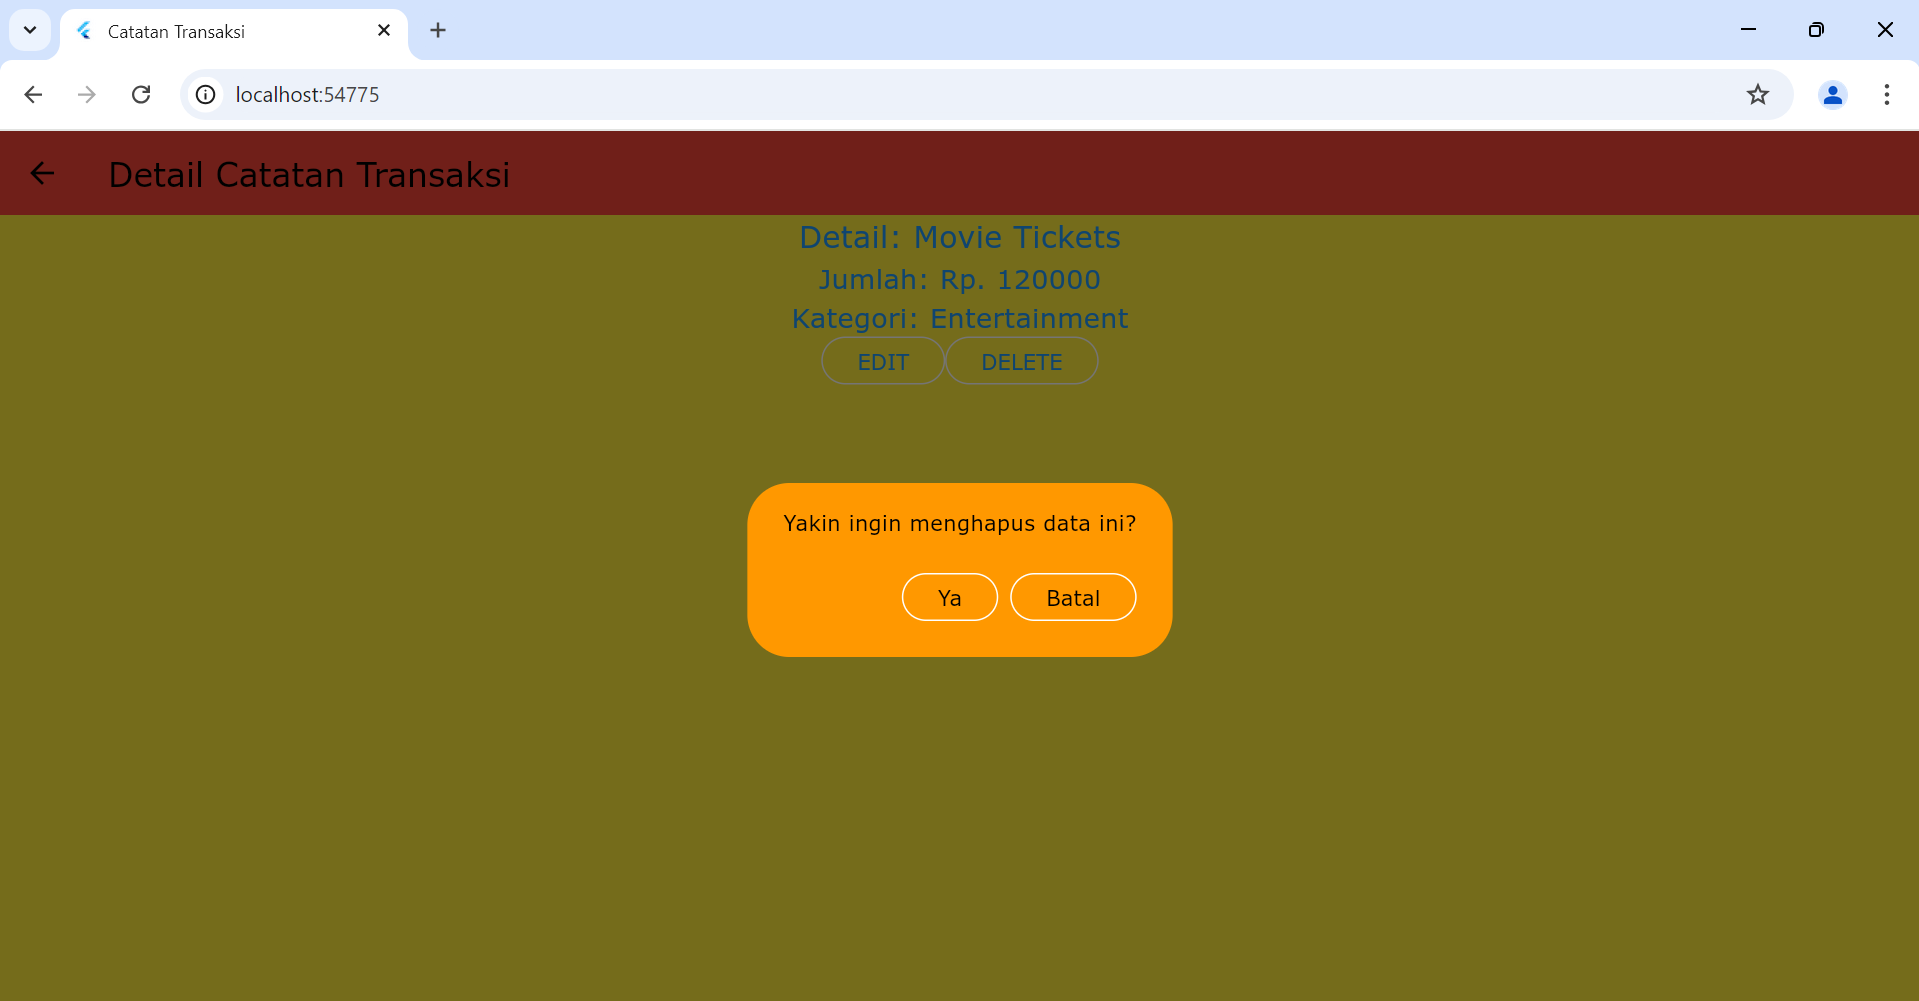 Catatan Transaksi
localhost:54775
Detail Catatan Transaksi
Detail: Movie Tickets
Jumlah: Rp. 120000
Kategori: Entertainment
EDIT DELETE
Yakin ingin menghapus data ini?
Ya Batal